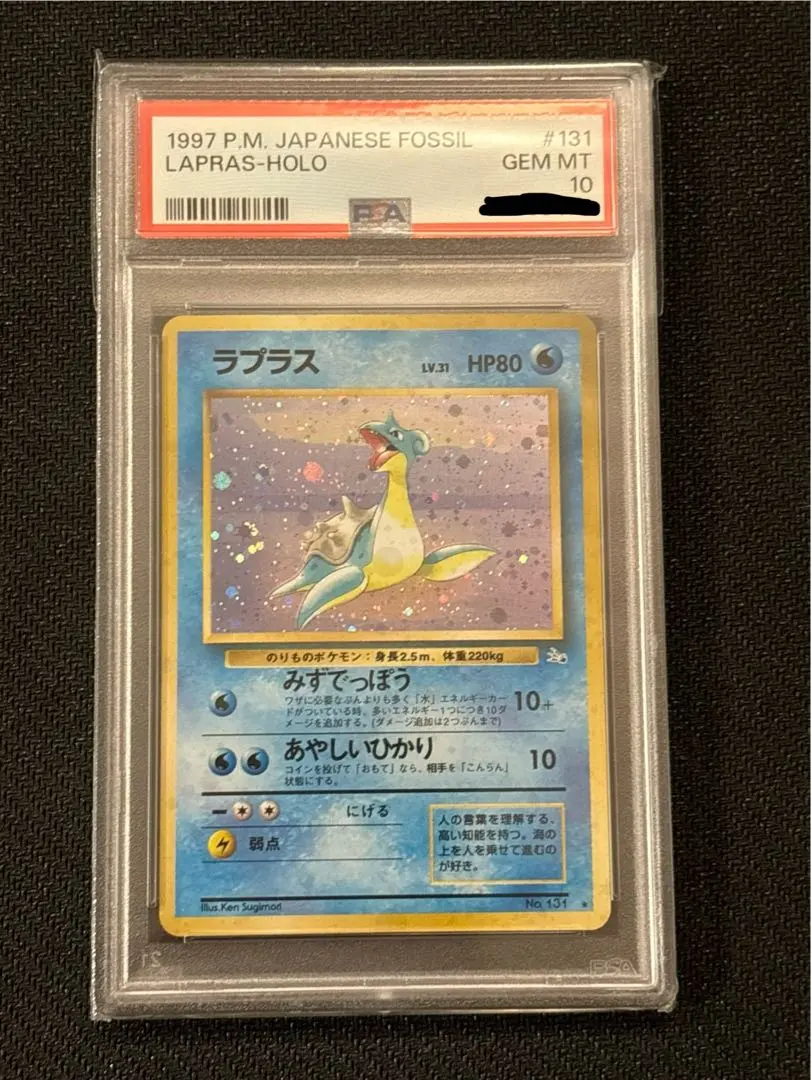 1997 P.M. JAPANESE FOSSIL #131
LAPRAS-HOLO GEM MT
10
PSA
ラプラス LV.31 HP80
のりものポケモン：身長2.5m、体重220kg
みずでっぽう
ワザに必要なぶんよりも多く「水」エネルギーカー
ドがついている時、多いエネルギー1つにつき10ダ
メージを追加する。(ダメージ追加は2つぶんまで)
10+
あやしいひかり
コインを投げて「おもて」なら、相手を「こんらん」
状態にする。
10
にげる
弱点
人の言葉を理解する、
高い知能を持つ。海の
上を人を乗せて進むの
が好き。
Illus.Ken Sugimori No. 131
PSA